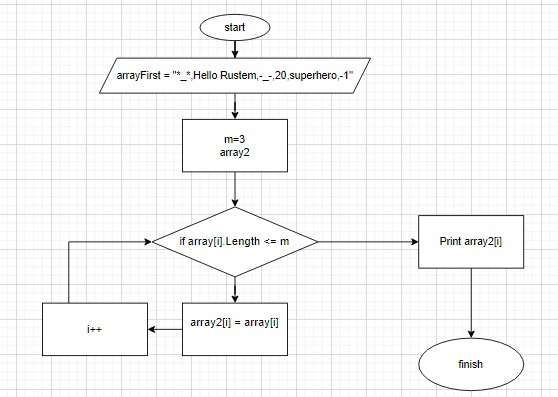 start
arrayFirst = "*_*,Hello Rustem,-_-,20,superhero,-1"
m=3
array2
if array[i].Length <= m
Print array2[i]
i++
array2[i] = array[i]
finish